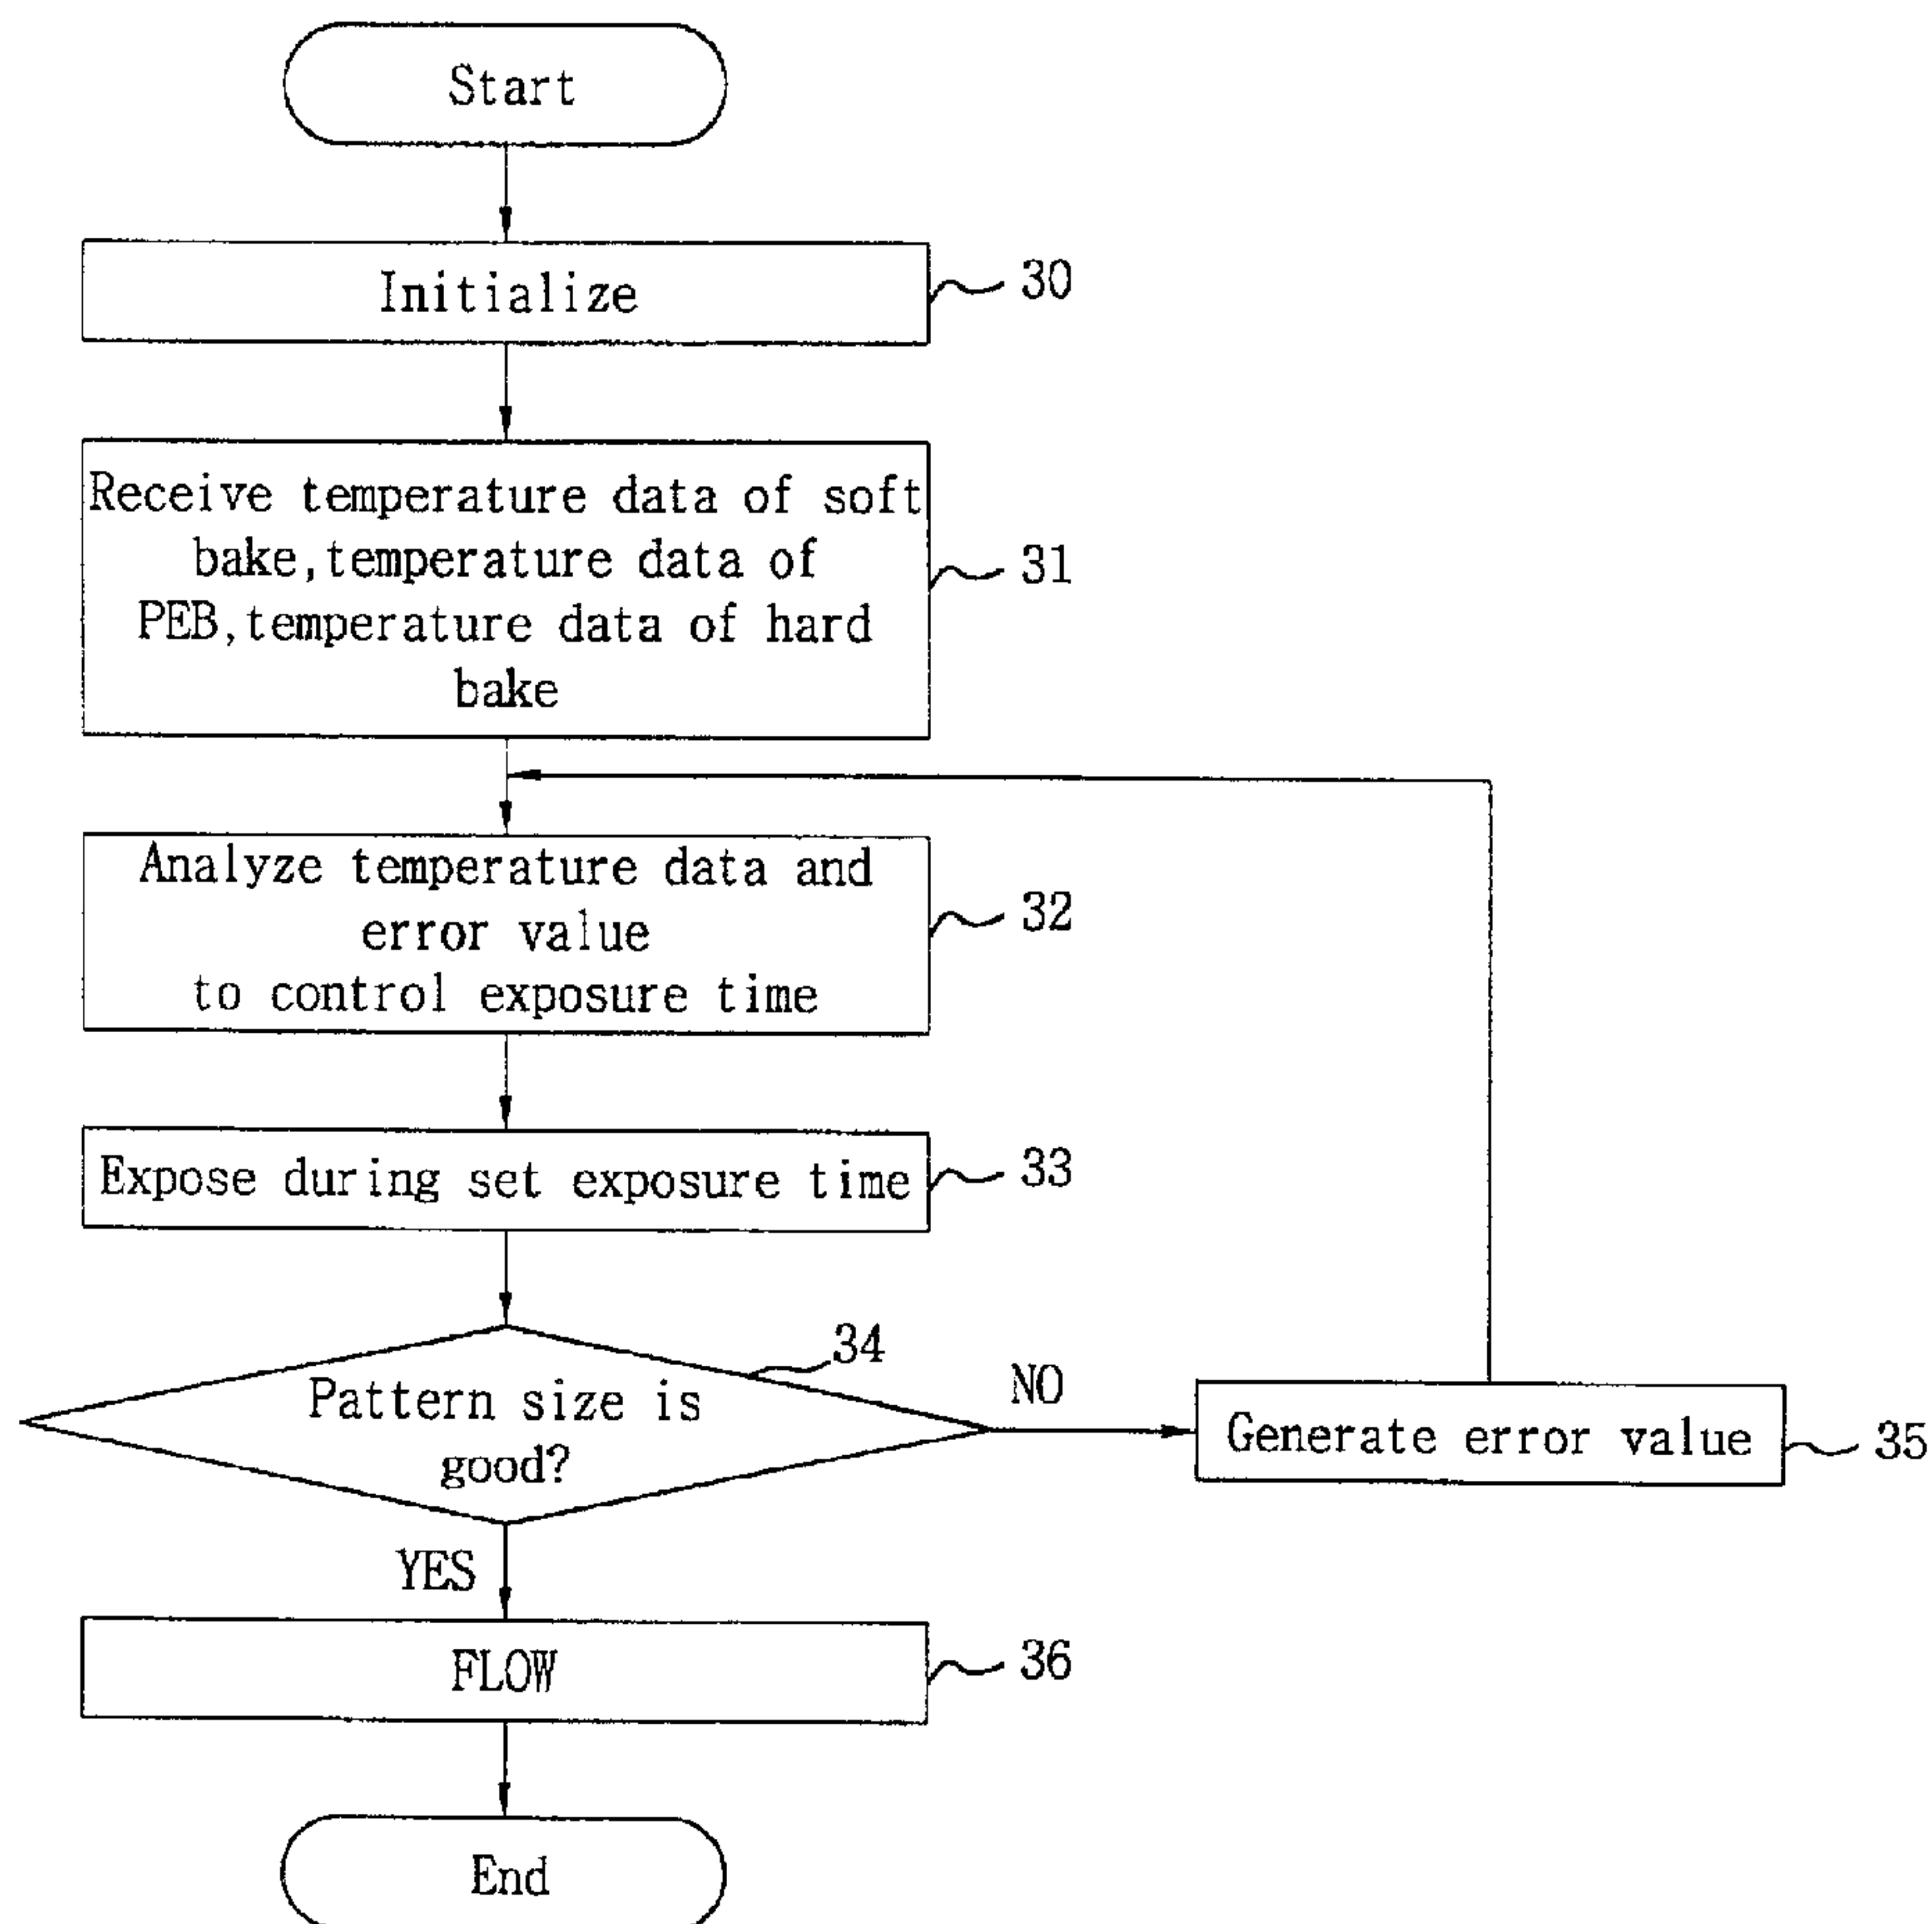 Start
Initialize
30
Receive temperature data of soft
bake,temperature data of
PEB,temperature data of hard
bake
31
Analyze temperature data and
error value
to control exposure time
32
Expose during set exposure time
33
34
Pattern size is
good?
NO
Generate error value
35
YES
FLOW
36
End